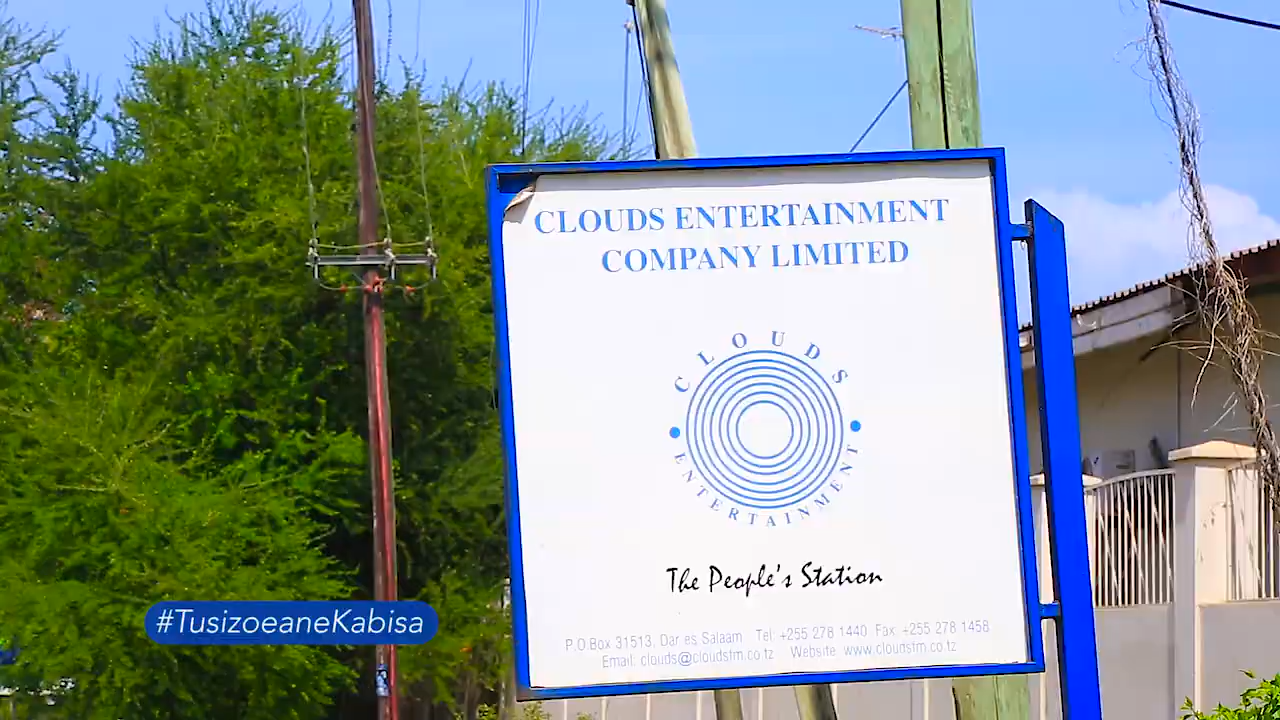 CLOUDS ENTERTAINMENT
COMPANY LIMITED
CLOUDS
ENTERTAINMENT
The People's Station
P.O.Box 31513, Dar es Salaam Tel: +255 278 1440 Fax: +255 278 1458
Email: clouds@cloudsfm.co.tz Website www.cloudsfm.co.tz
#TusizoeaneKabisa